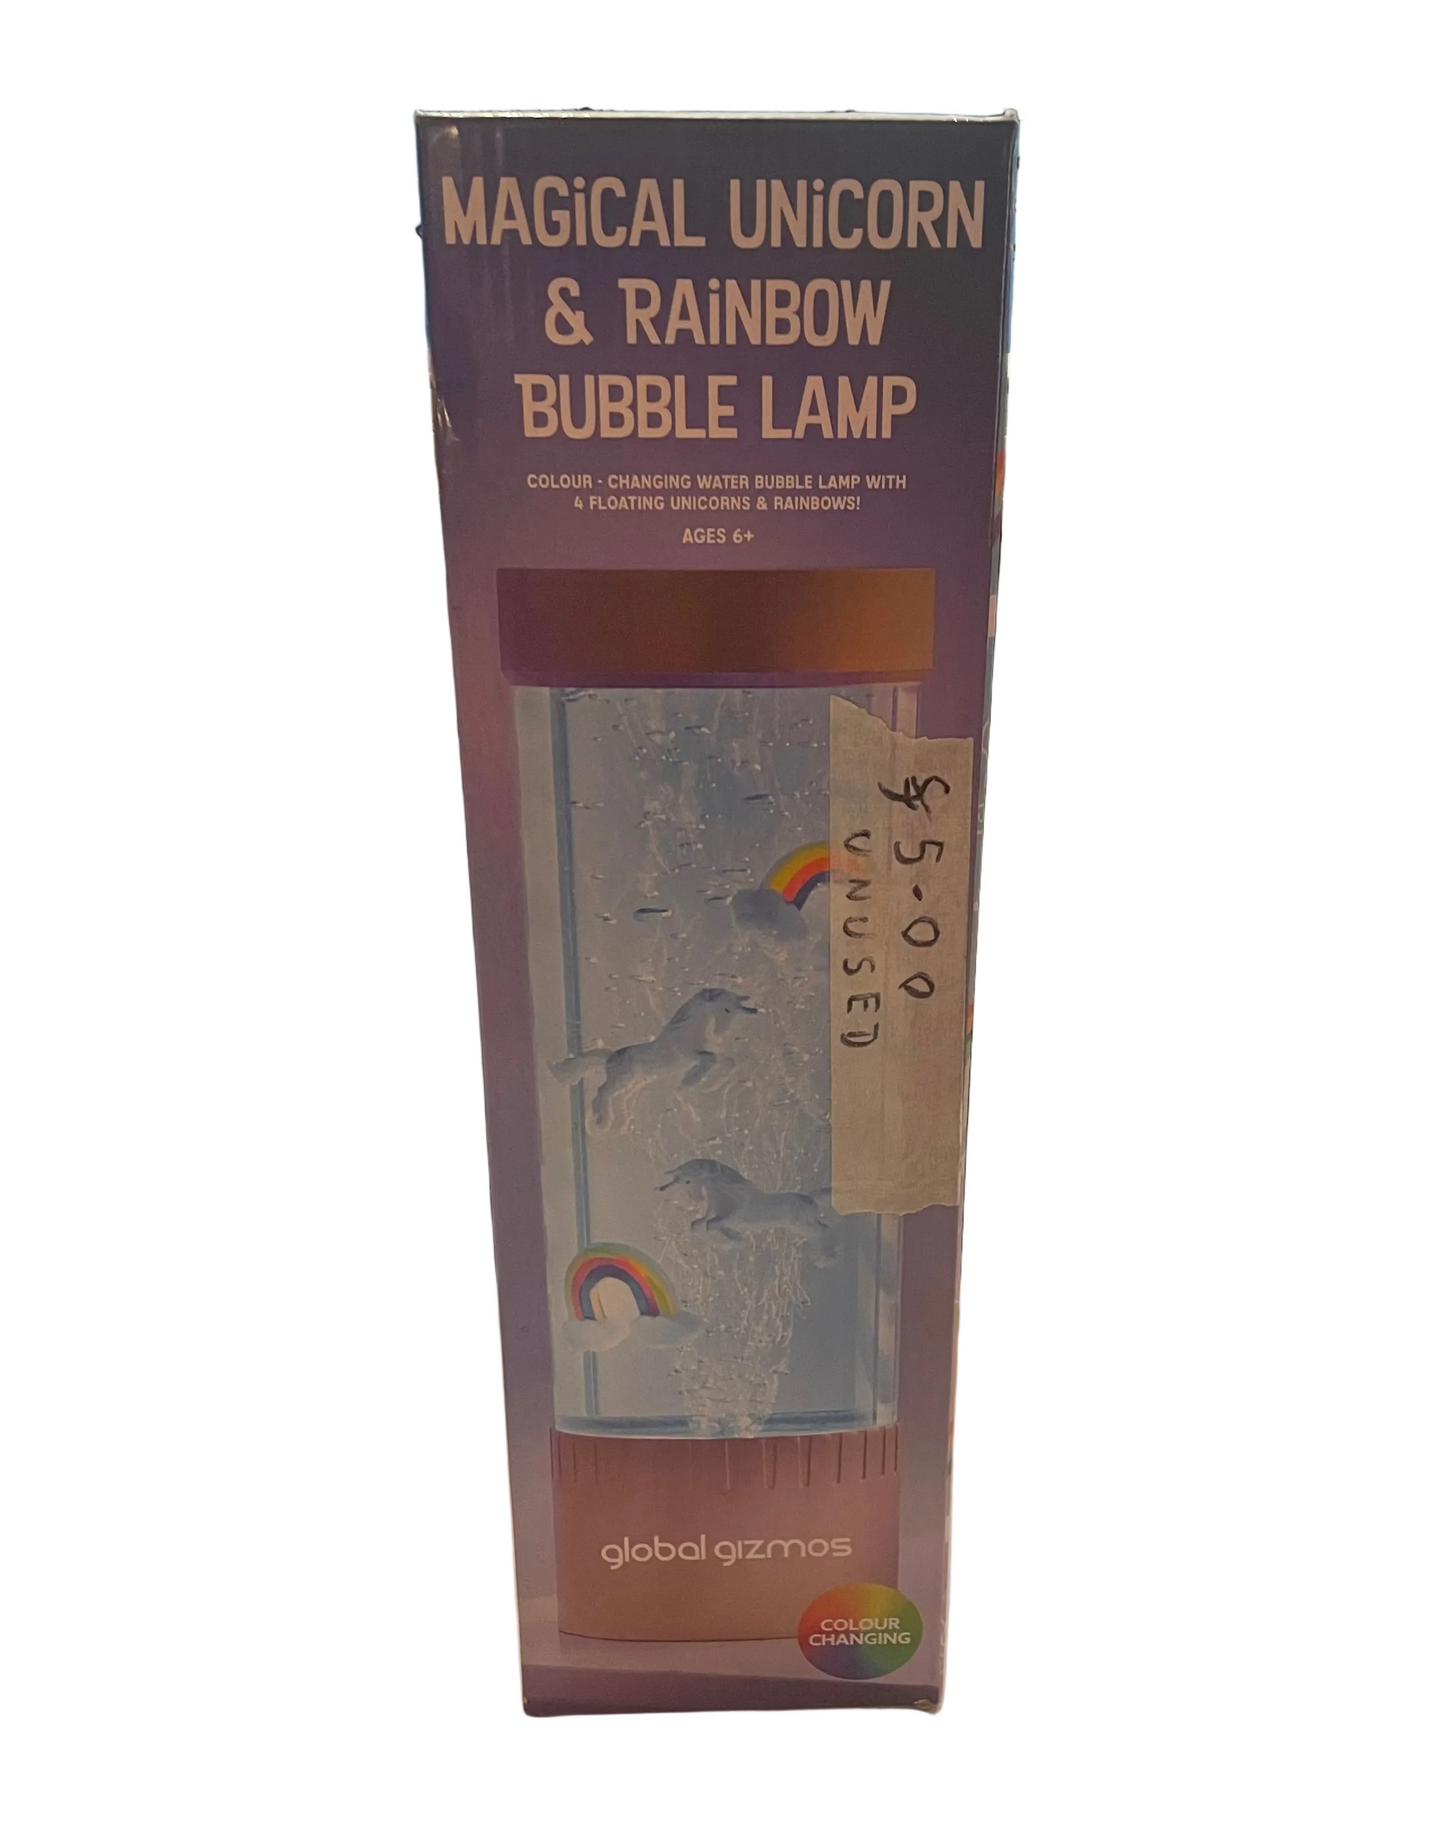 MAGiCAL UNiCORN
& RAiNBOW
BUBBLE LAMP
COLOUR - CHANGING WATER BUBBLE LAMP WITH
4 FLOATING UNICORNS & RAINBOWS!
AGES 6+
£5.00
UNUSED
global gizmos
COLOUR
CHANGING